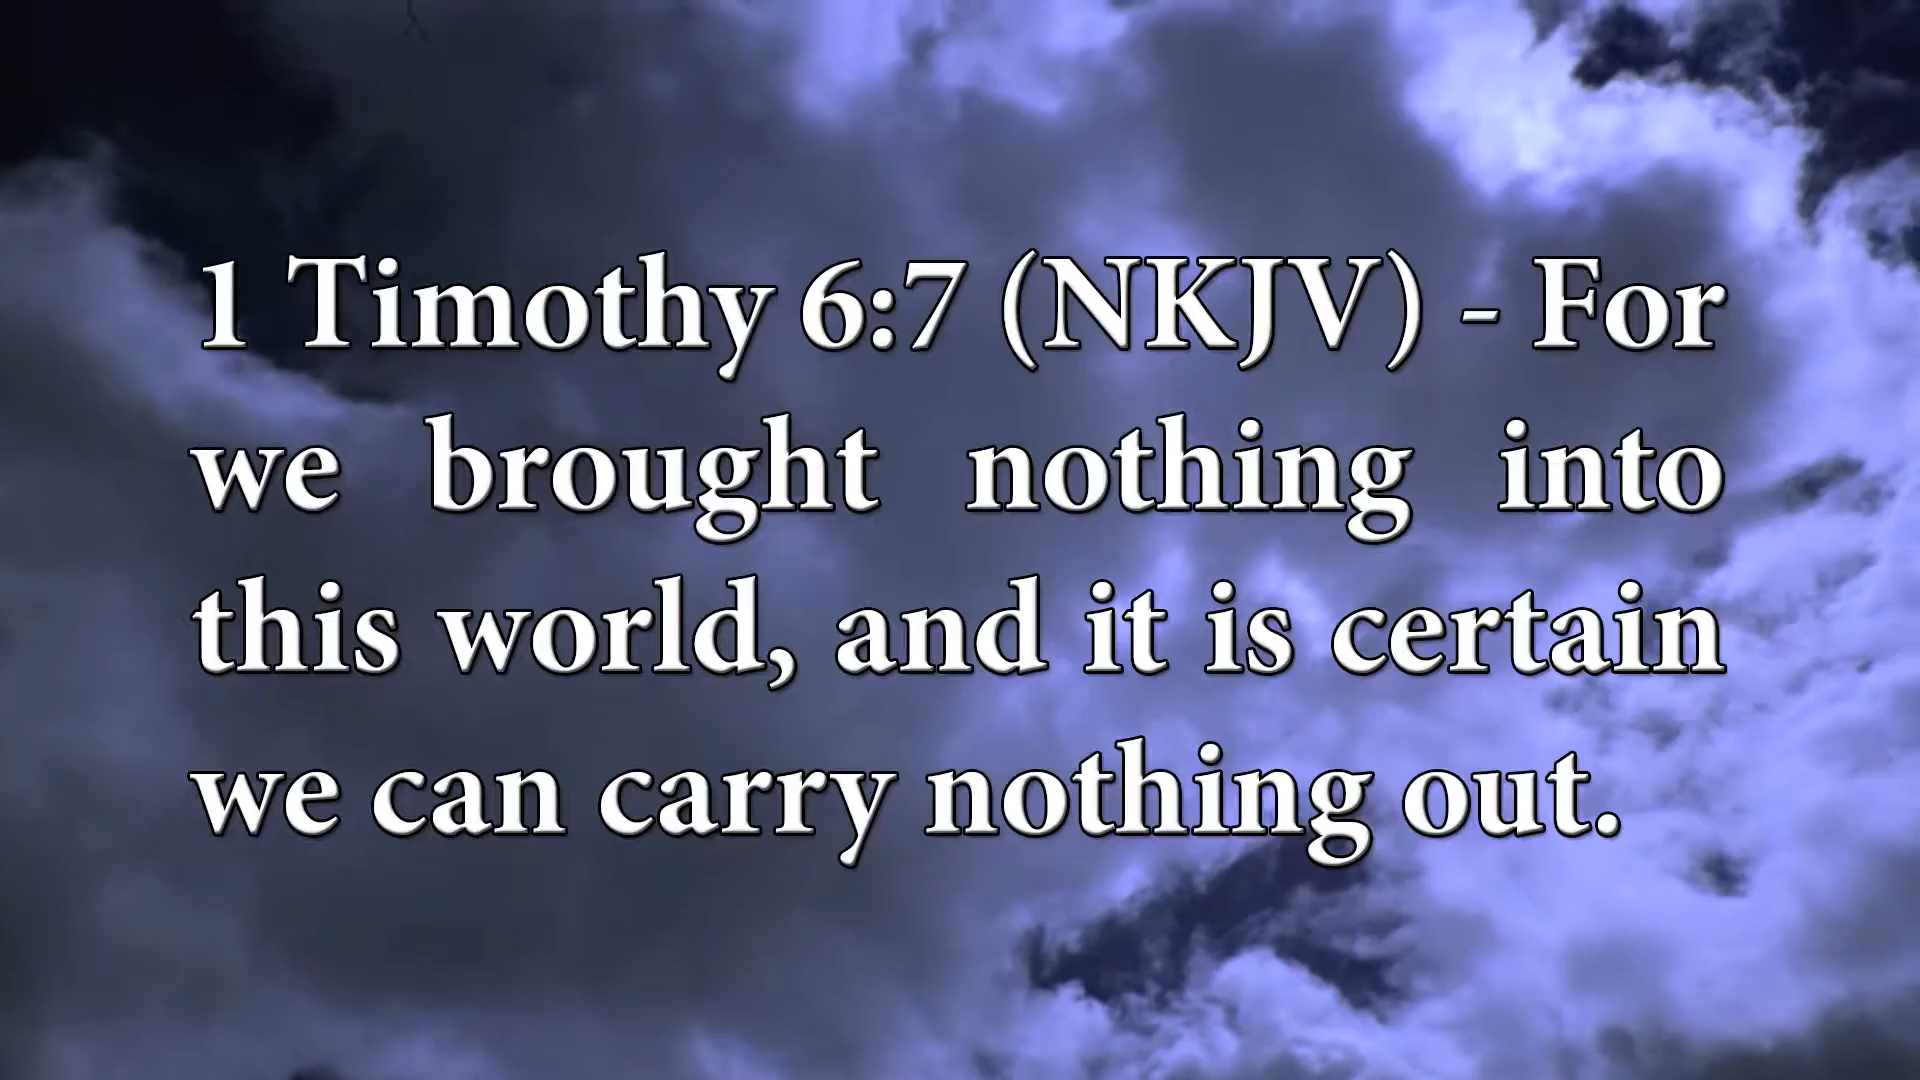 1 Timothy 6:7 (NKJV) - For
we brought nothing into
this world, and it is certain
we can carry nothing out.